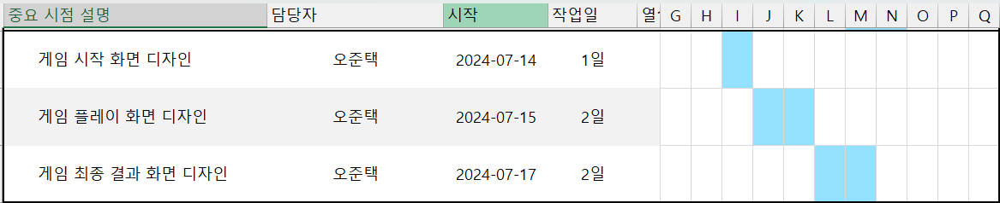 중요 시점 설명 담당자 시작 작업일 G H I J K L M N O P Q
게임 시작 화면 디자인 오준택 2024-07-14 1일
게임 플레이 화면 디자인 오준택 2024-07-15 2일
게임 최종 결과 화면 디자인 오준택 2024-07-17 2일